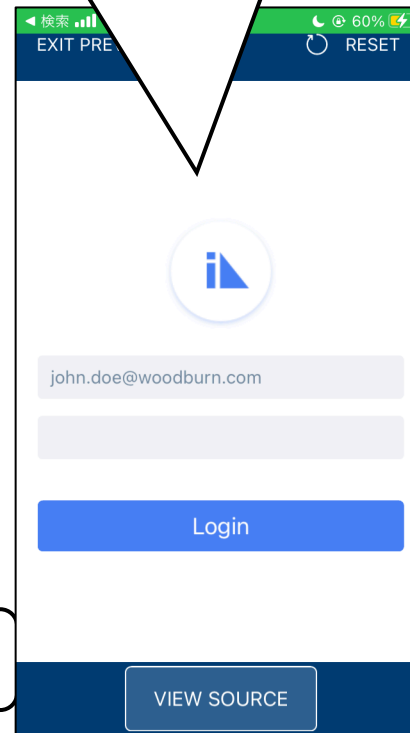 検索 60%
EXIT PRE RESET
john.doe@woodburn.com
Login
VIEW SOURCE